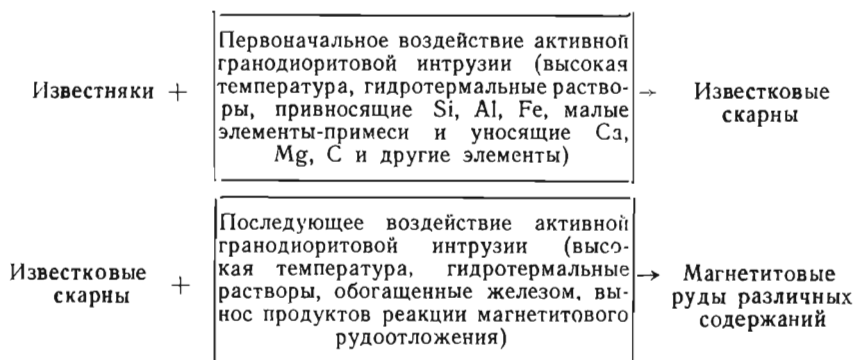 Первоначальное воздействие активной
гранодиоритовой интрузии (высокая
Известняки + температура, гидротермальные раство- → Известковые
ры, привносящие Si, Al, Fe, малые скарны
элементы-примеси и уносящие Ca,
Mg, C и другие элементы)
Последующее воздействие активной
гранодиоритовой интрузии (высо-
Известковые кая температура, гидротермальные → Магнетитовые
скарны + растворы, обогащенные железом, вы- руды различных
нос продуктов реакции магнетитового содержаний
рудоотложения)